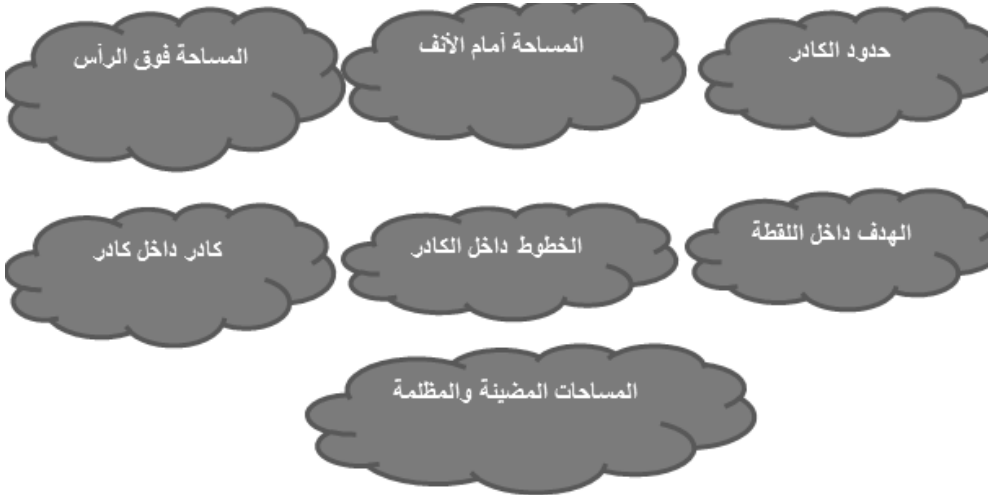 حدود الكادر
المساحة أمام الأنف
المساحة فوق الرأس
الهدف داخل اللقطة
الخطوط داخل الكادر
كادر داخل كادر
المساحات المضيئة والمظلمة